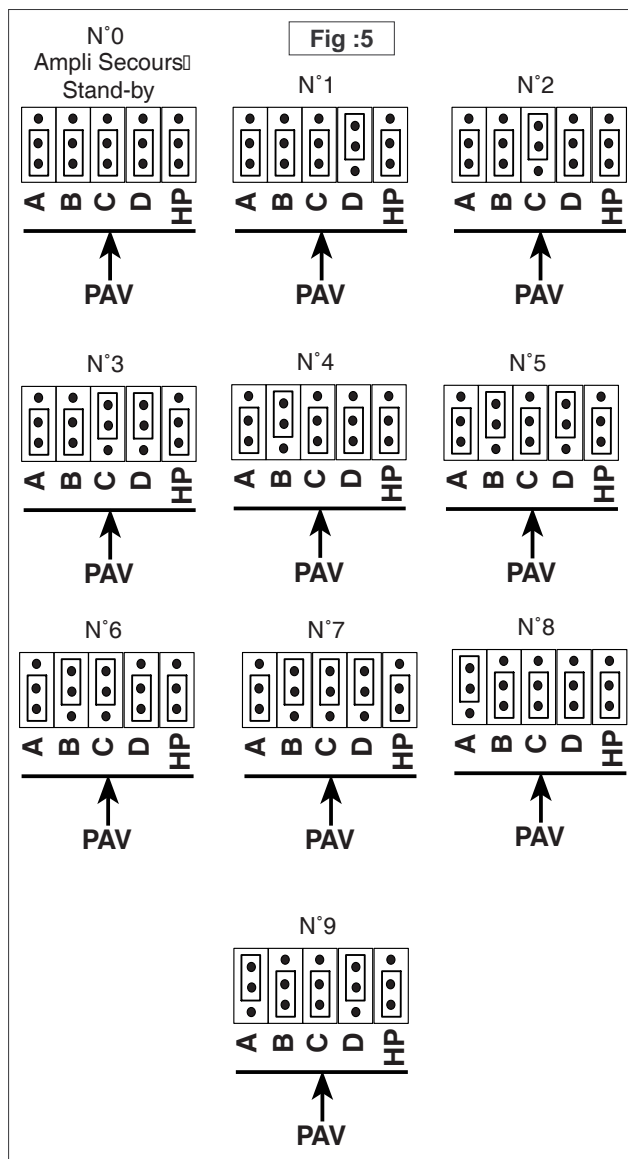 N°0
Ampli Secours
Stand-by
Fig :5
N°1
N°2
A B C D HP
A B C D HP
A B C D HP
PAV
PAV
PAV
N°3
N°4
N°5
A B C D HP
A B C D HP
A B C D HP
PAV
PAV
PAV
N°6
N°7
N°8
A B C D HP
A B C D HP
A B C D HP
PAV
PAV
PAV
N°9
A B C D HP
PAV